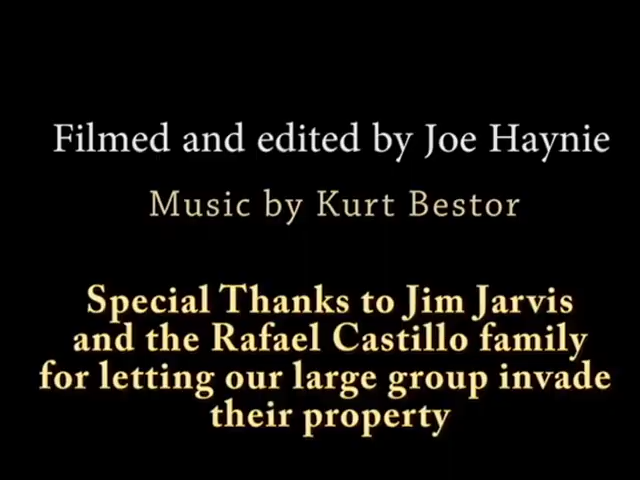 Filmed and edited by Joe Haynie
Music by Kurt Bestor
Special Thanks to Jim Jarvis
and the Rafael Castillo family
for letting our large group invade
their property